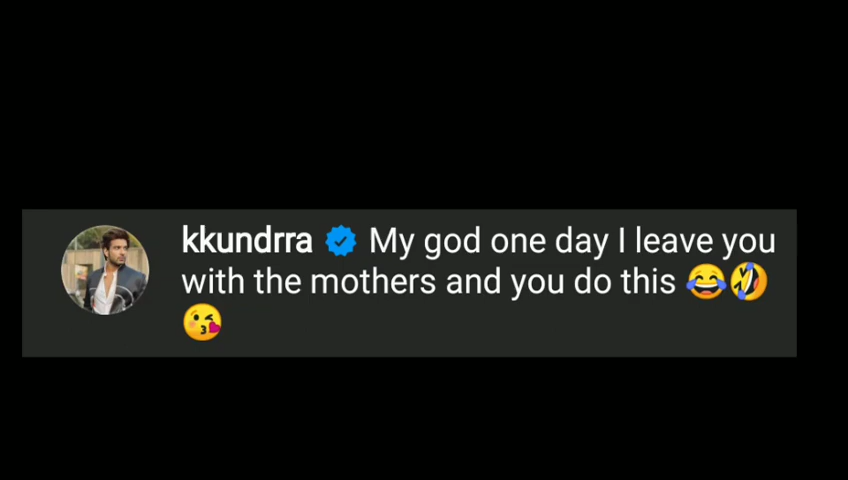 kkundrra My god one day I leave you
with the mothers and you do this 😂🤣
😘